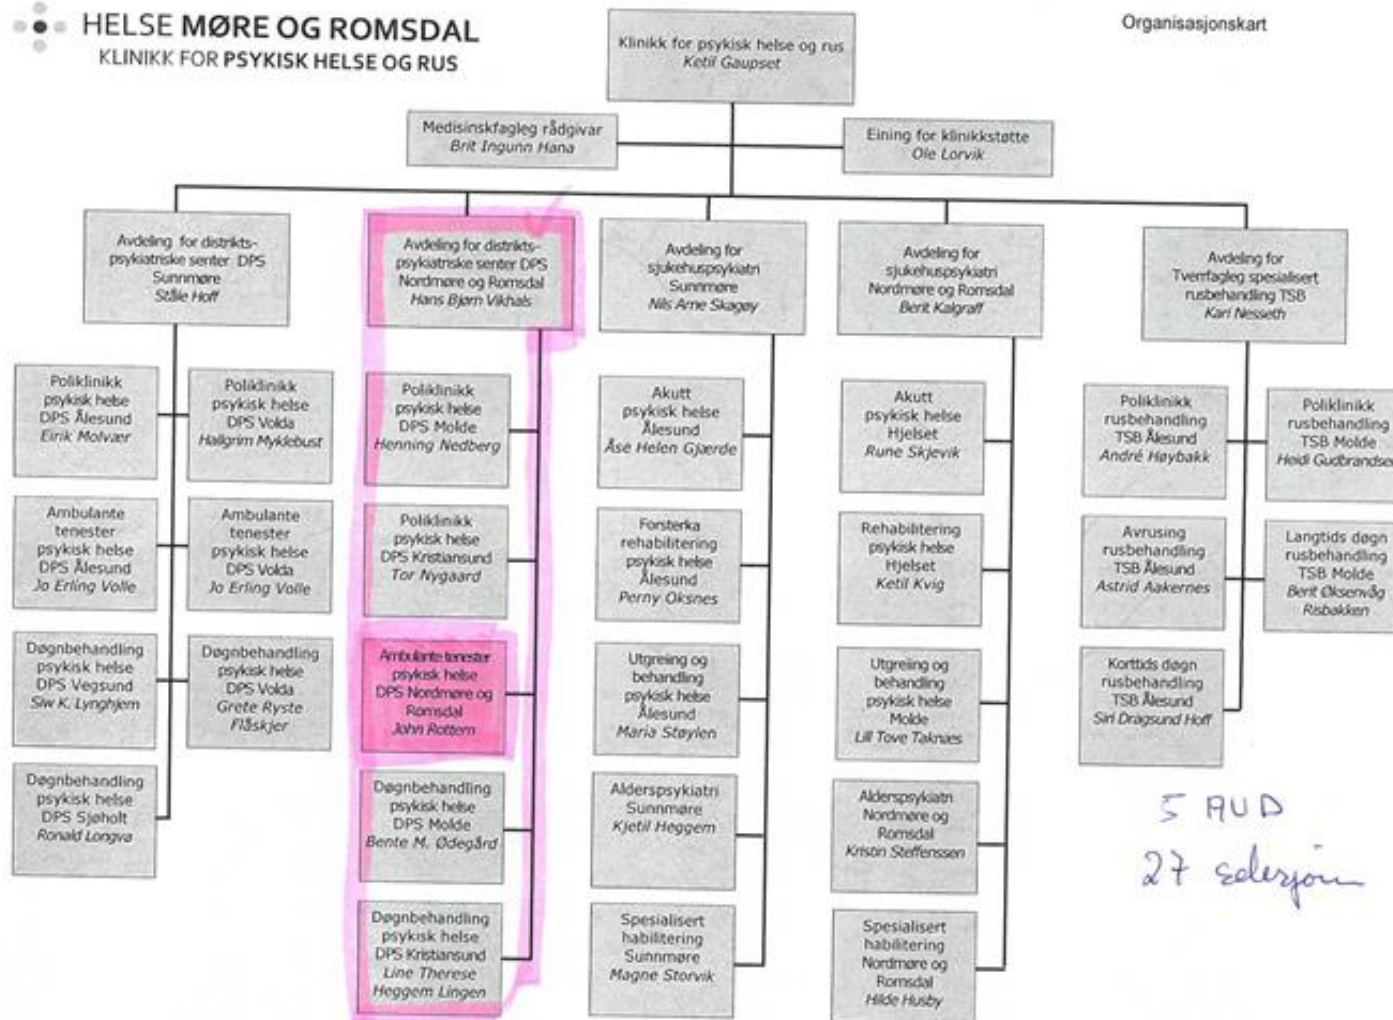 HELSE MØRE OG ROMSDAL
KLINIKK FOR PSYKISK HELSE OG RUS
Organisasjonskart
Klinikk for psykisk helse og rus
Ketil Gaupset
Medisinskfagleg rådgivar
Brit Ingunn Hana
Eining for klinikkstøtte
Ole Lorvik
Avdeling for distrikts-
psykiatriske senter DPS
Sunnmøre
Ståle Hoff
Avdeling for distrikts-
psykiatriske senter DPS
Nordmøre og Romsdal
Hans Bjørn Vikhals
Avdeling for
sjukehuspsykiatri
Sunnmøre
Nils Arne Skagøy
Avdeling for
sjukehuspsykiatri
Nordmøre og Romsdal
Berit Kalgraff
Avdeling for
Tverrfagleg spesialisert
rusbehandling TSB
Kari Nesseth
Poliklinikk
psykisk helse
DPS Ålesund
Eirik Molvær
Poliklinikk
psykisk helse
DPS Volda
Hallgrim Myklebust
Ambulante
tenester
psykisk helse
DPS Ålesund
Jo Erling Volle
Ambulante
tenester
psykisk helse
DPS Volda
Jo Erling Volle
Døgnbehandling
psykisk helse
DPS Vegsund
Siw K. Lynghjem
Døgnbehandling
psykisk helse
DPS Volda
Grete Ryste
Flåskjer
Døgnbehandling
psykisk helse
DPS Sjøholt
Ronald Longva
Poliklinikk
psykisk helse
DPS Molde
Henning Nedberg
Poliklinikk
psykisk helse
DPS Kristiansund
Tor Nygaard
Ambulante tenester
psykisk helse
DPS Nordmøre og
Romsdal
John Rottem
Døgnbehandling
psykisk helse
DPS Molde
Bente M. Ødegård
Døgnbehandling
psykisk helse
DPS Kristiansund
Line Therese
Heggem Lingen
Akutt
psykisk helse
Ålesund
Åse Helen Gjærde
Forsterka
rehabilitering
psykisk helse
Ålesund
Perny Oksnes
Utgreiing og
behandling
psykisk helse
Ålesund
Maria Støylen
Alderspsykiatri
Sunnmøre
Kjetil Heggem
Spesialisert
habilitering
Sunnmøre
Magne Storvik
Akutt
psykisk helse
Hjelset
Rune Skjevik
Rehabilitering
psykisk helse
Hjelset
Ketil Kvig
Utgreiing og
behandling
psykisk helse
Molde
Lill Tove Taknæs
Alderspsykiatri
Nordmøre og
Romsdal
Kristin Steffenssen
Spesialisert
habilitering
Nordmøre og
Romsdal
Hilde Husby
Poliklinikk
rusbehandling
TSB Ålesund
André Høybakk
Poliklinikk
rusbehandling
TSB Molde
Heidi Gudbrandsen
Avrusing
rusbehandling
TSB Ålesund
Astrid Aakernes
Langtids døgn
rusbehandling
TSB Molde
Berit Øksenvåg
Risbakken
Korttids døgn
rusbehandling
TSB Ålesund
Siri Dragsund Hoff
5 AVD
27